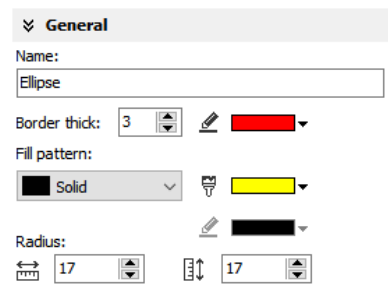 General
Name:
Ellipse
Border thick: 3
Fill pattern:
Solid
Radius:
17 17